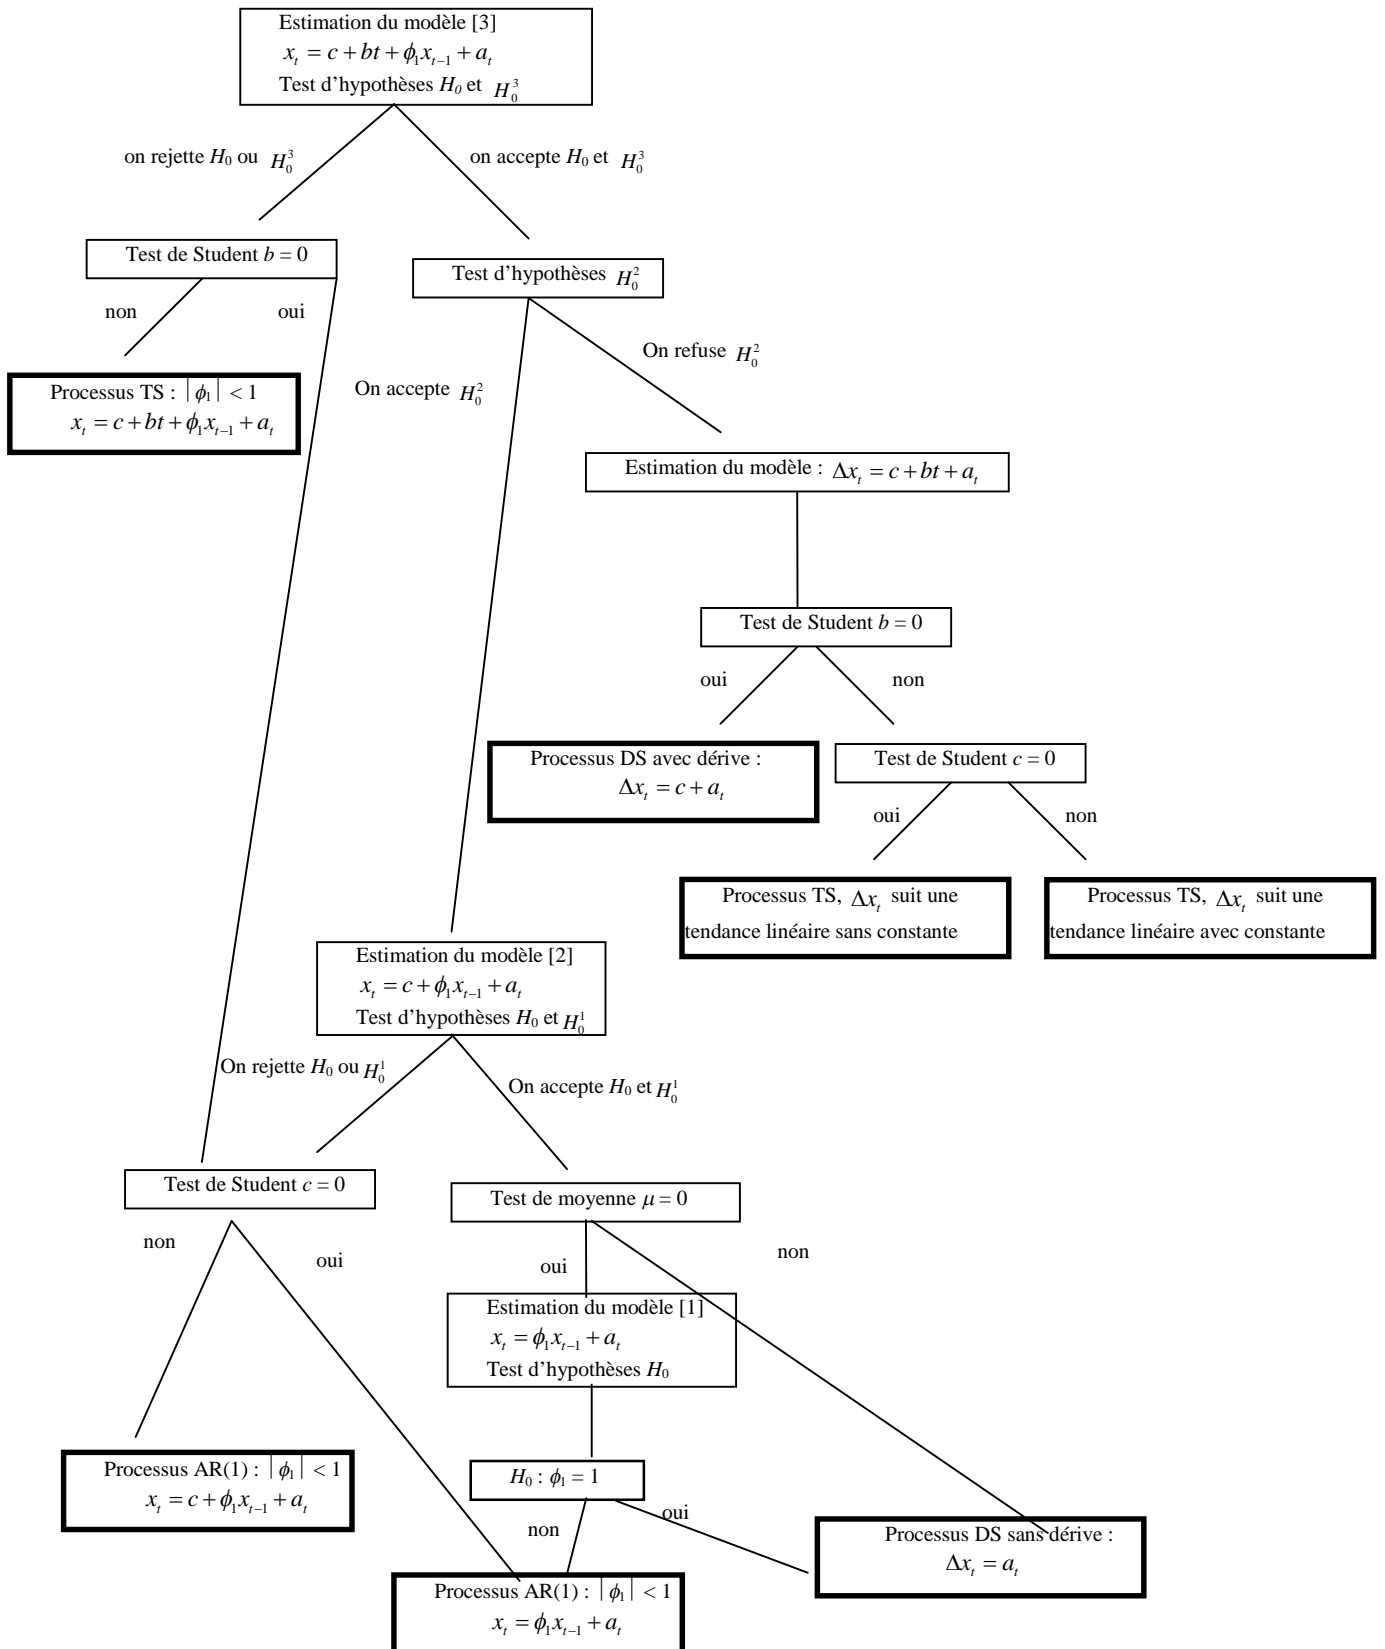 Estimation du modèle [3]
x_t = c + bt + ϕ_1 x_{t−1} + a_t
Test d'hypothèses H_0 et H_0^3
on rejette H_0 ou H_0^3
on accepte H_0 et H_0^3
Test de Student b = 0
Test d'hypothèses H_0^2
non
oui
On refuse H_0^2
On accepte H_0^2
Processus TS : |ϕ_1| < 1
x_t = c + bt + ϕ_1 x_{t−1} + a_t
Estimation du modèle : Δx_t = c + bt + a_t
Test de Student b = 0
oui
non
Processus DS avec dérive :
Δx_t = c + a_t
Test de Student c = 0
oui
non
Processus TS, Δx_t suit une
tendance linéaire sans constante
Processus TS, Δx_t suit une
tendance linéaire avec constante
Estimation du modèle [2]
x_t = c + ϕ_1 x_{t−1} + a_t
Test d'hypothèses H_0 et H_0^1
On rejette H_0 ou H_0^1
On accepte H_0 et H_0^1
Test de Student c = 0
Test de moyenne μ = 0
non
oui
oui
non
Estimation du modèle [1]
x_t = ϕ_1 x_{t−1} + a_t
Test d'hypothèses H_0
Processus AR(1) : |ϕ_1| < 1
x_t = c + ϕ_1 x_{t−1} + a_t
H_0 : ϕ_1 = 1
non
oui
Processus DS sans dérive :
Δx_t = a_t
Processus AR(1) : |ϕ_1| < 1
x_t = ϕ_1 x_{t−1} + a_t